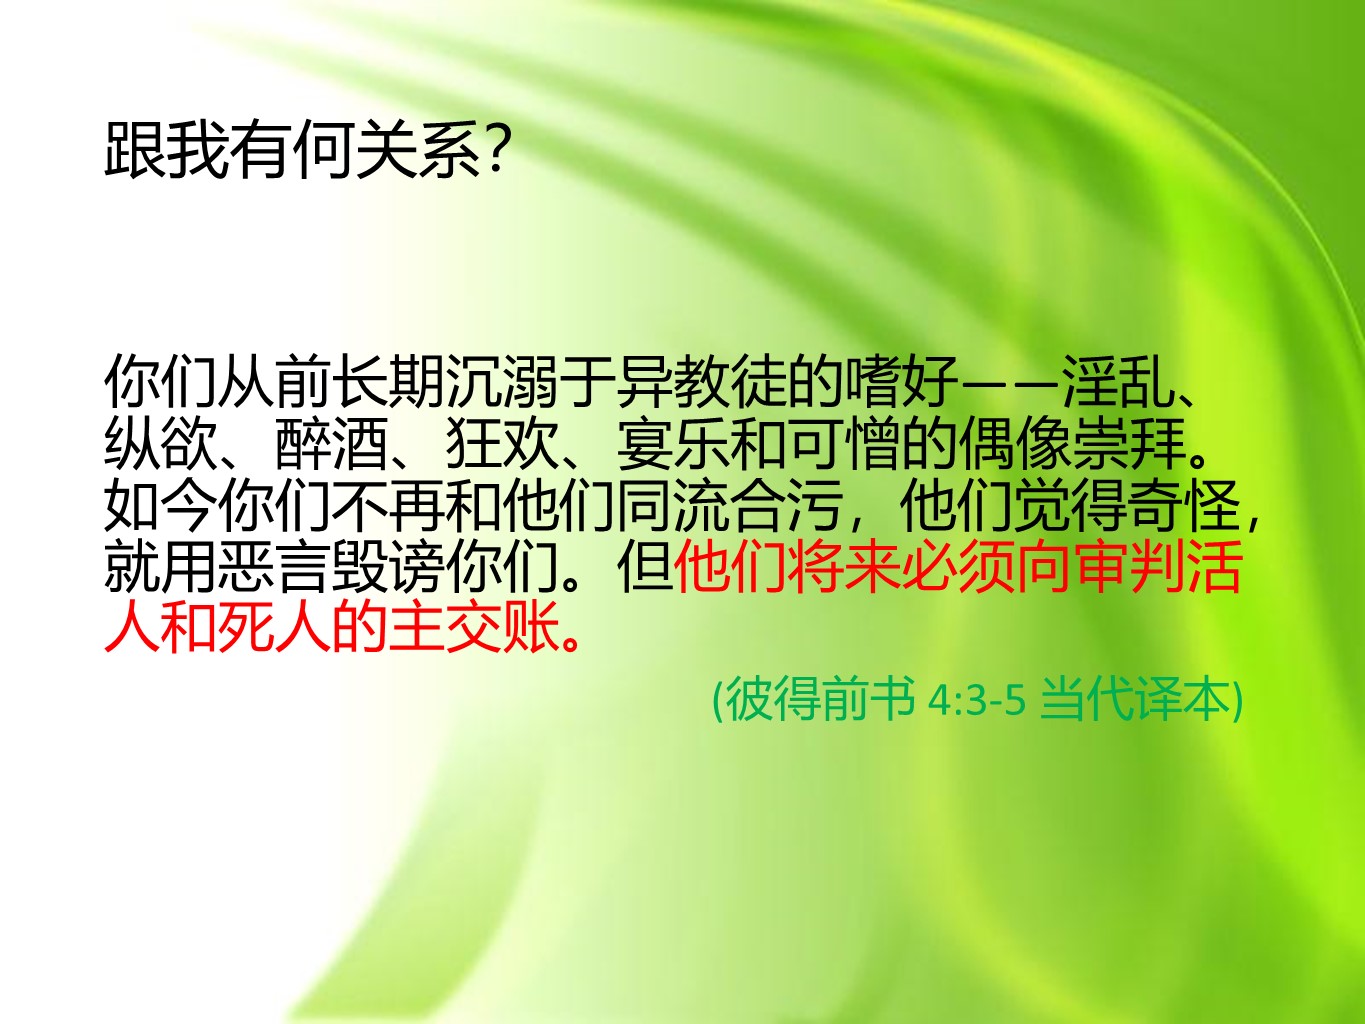 跟我有何关系？
你们从前长期沉溺于异教徒的嗜好——淫乱、
纵欲、醉酒、狂欢、宴乐和可憎的偶像崇拜。
如今你们不再和他们同流合污，他们觉得奇怪，
就用恶言毁谤你们。但他们将来必须向审判活
人和死人的主交账。
(彼得前书 4:3-5 当代译本)